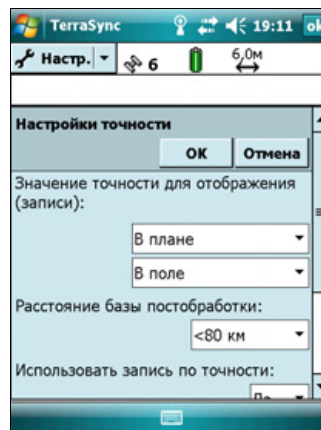 TerraSync 19:11 ok
Настр. 6 6,0м
Настройки точности
ОК Отмена
Значение точности для отображения
(записи):
В плане
В поле
Расстояние базы постобработки:
<80 км
Использовать запись по точности: